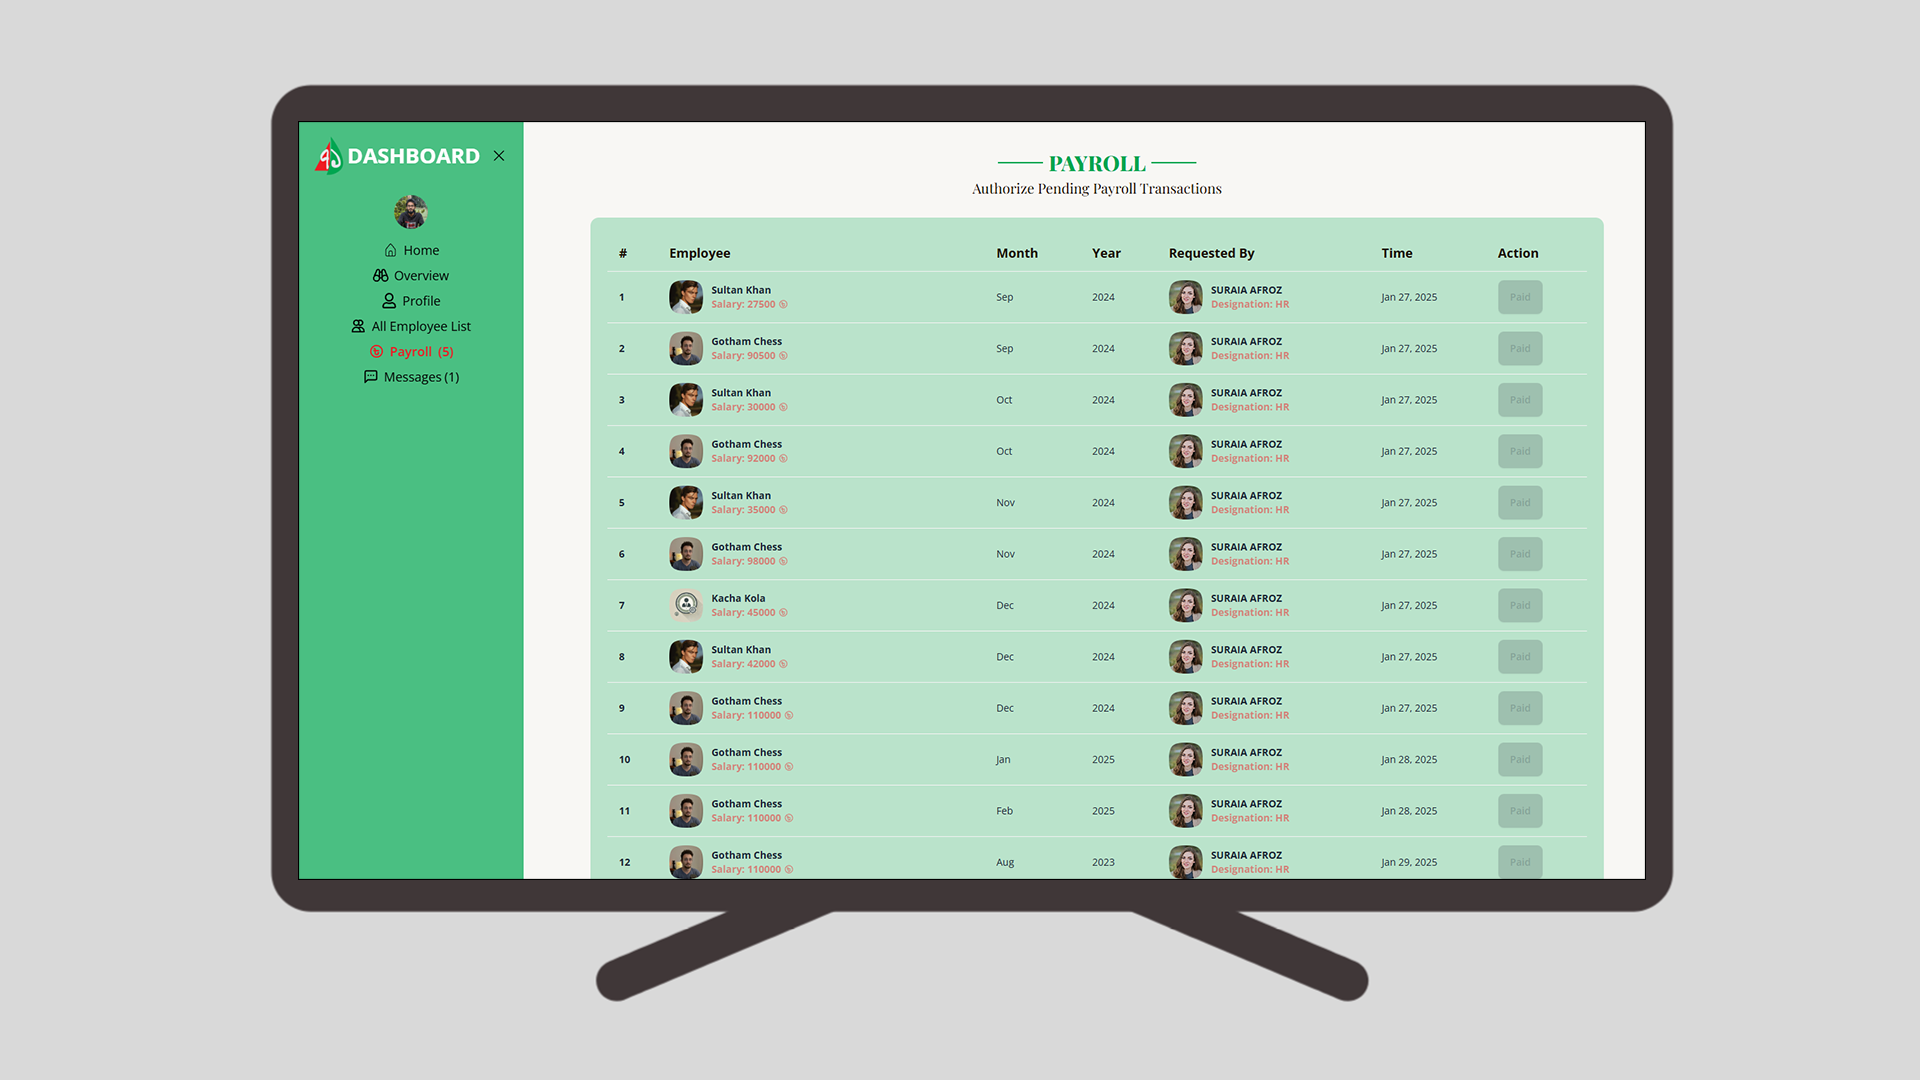 DASHBOARD
Home
Overview
Profile
All Employee List
Payroll (5)
Messages (1)
PAYROLL
Authorize Pending Payroll Transactions
# Employee Month Year Requested By Time Action
1 Sultan Khan Sep 2024 SURAIA AFROZ Jan 27, 2025 Paid
Salary: 27500 Designation: HR
2 Gotham Chess Sep 2024 SURAIA AFROZ Jan 27, 2025 Paid
Salary: 90500 Designation: HR
3 Sultan Khan Oct 2024 SURAIA AFROZ Jan 27, 2025 Paid
Salary: 30000 Designation: HR
4 Gotham Chess Oct 2024 SURAIA AFROZ Jan 27, 2025 Paid
Salary: 92000 Designation: HR
5 Sultan Khan Nov 2024 SURAIA AFROZ Jan 27, 2025 Paid
Salary: 35000 Designation: HR
6 Gotham Chess Nov 2024 SURAIA AFROZ Jan 27, 2025 Paid
Salary: 98000 Designation: HR
7 Kacha Kola Dec 2024 SURAIA AFROZ Jan 27, 2025 Paid
Salary: 45000 Designation: HR
8 Sultan Khan Dec 2024 SURAIA AFROZ Jan 27, 2025 Paid
Salary: 42000 Designation: HR
9 Gotham Chess Dec 2024 SURAIA AFROZ Jan 27, 2025 Paid
Salary: 110000 Designation: HR
10 Gotham Chess Jan 2025 SURAIA AFROZ Jan 28, 2025 Paid
Salary: 110000 Designation: HR
11 Gotham Chess Feb 2025 SURAIA AFROZ Jan 28, 2025 Paid
Salary: 110000 Designation: HR
12 Gotham Chess Aug 2023 SURAIA AFROZ Jan 29, 2025 Paid
Salary: 110000 Designation: HR